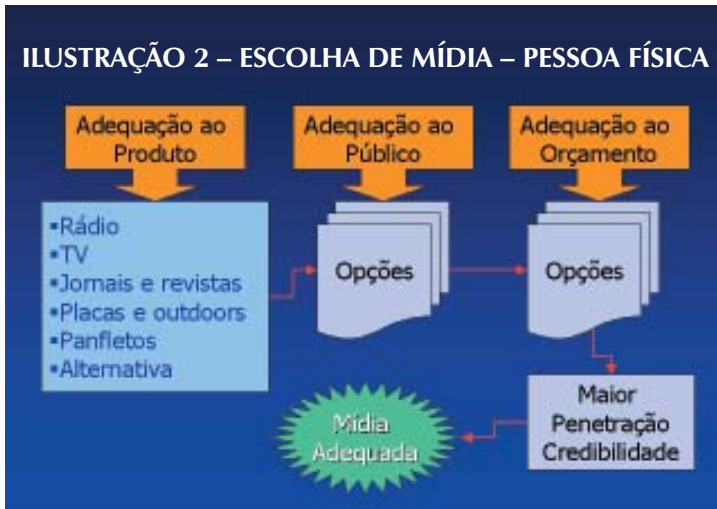 ILUSTRAÇÃO 2 – ESCOLHA DE MÍDIA – PESSOA FÍSICA
Adequação ao
Produto
Adequação ao
Público
Adequação ao
Orçamento
▪Rádio
▪TV
▪Jornais e revistas
▪Placas e outdoors
▪Panfletos
▪Alternativa
Opções
Opções
Maior
Penetração
Credibilidade
Mídia
Adequada